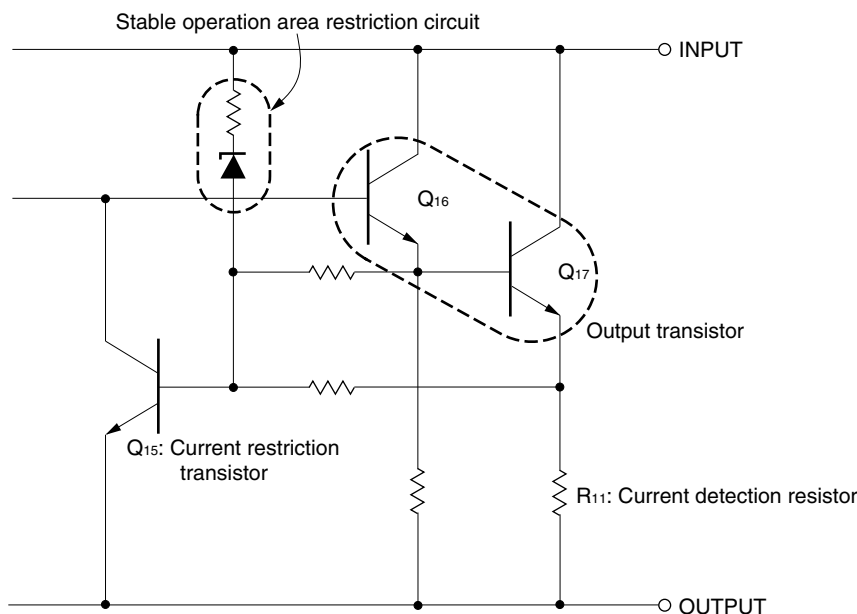 Stable operation area restriction circuit
INPUT
Q16
Q17
Output transistor
Q15: Current restriction
transistor
R11: Current detection resistor
OUTPUT